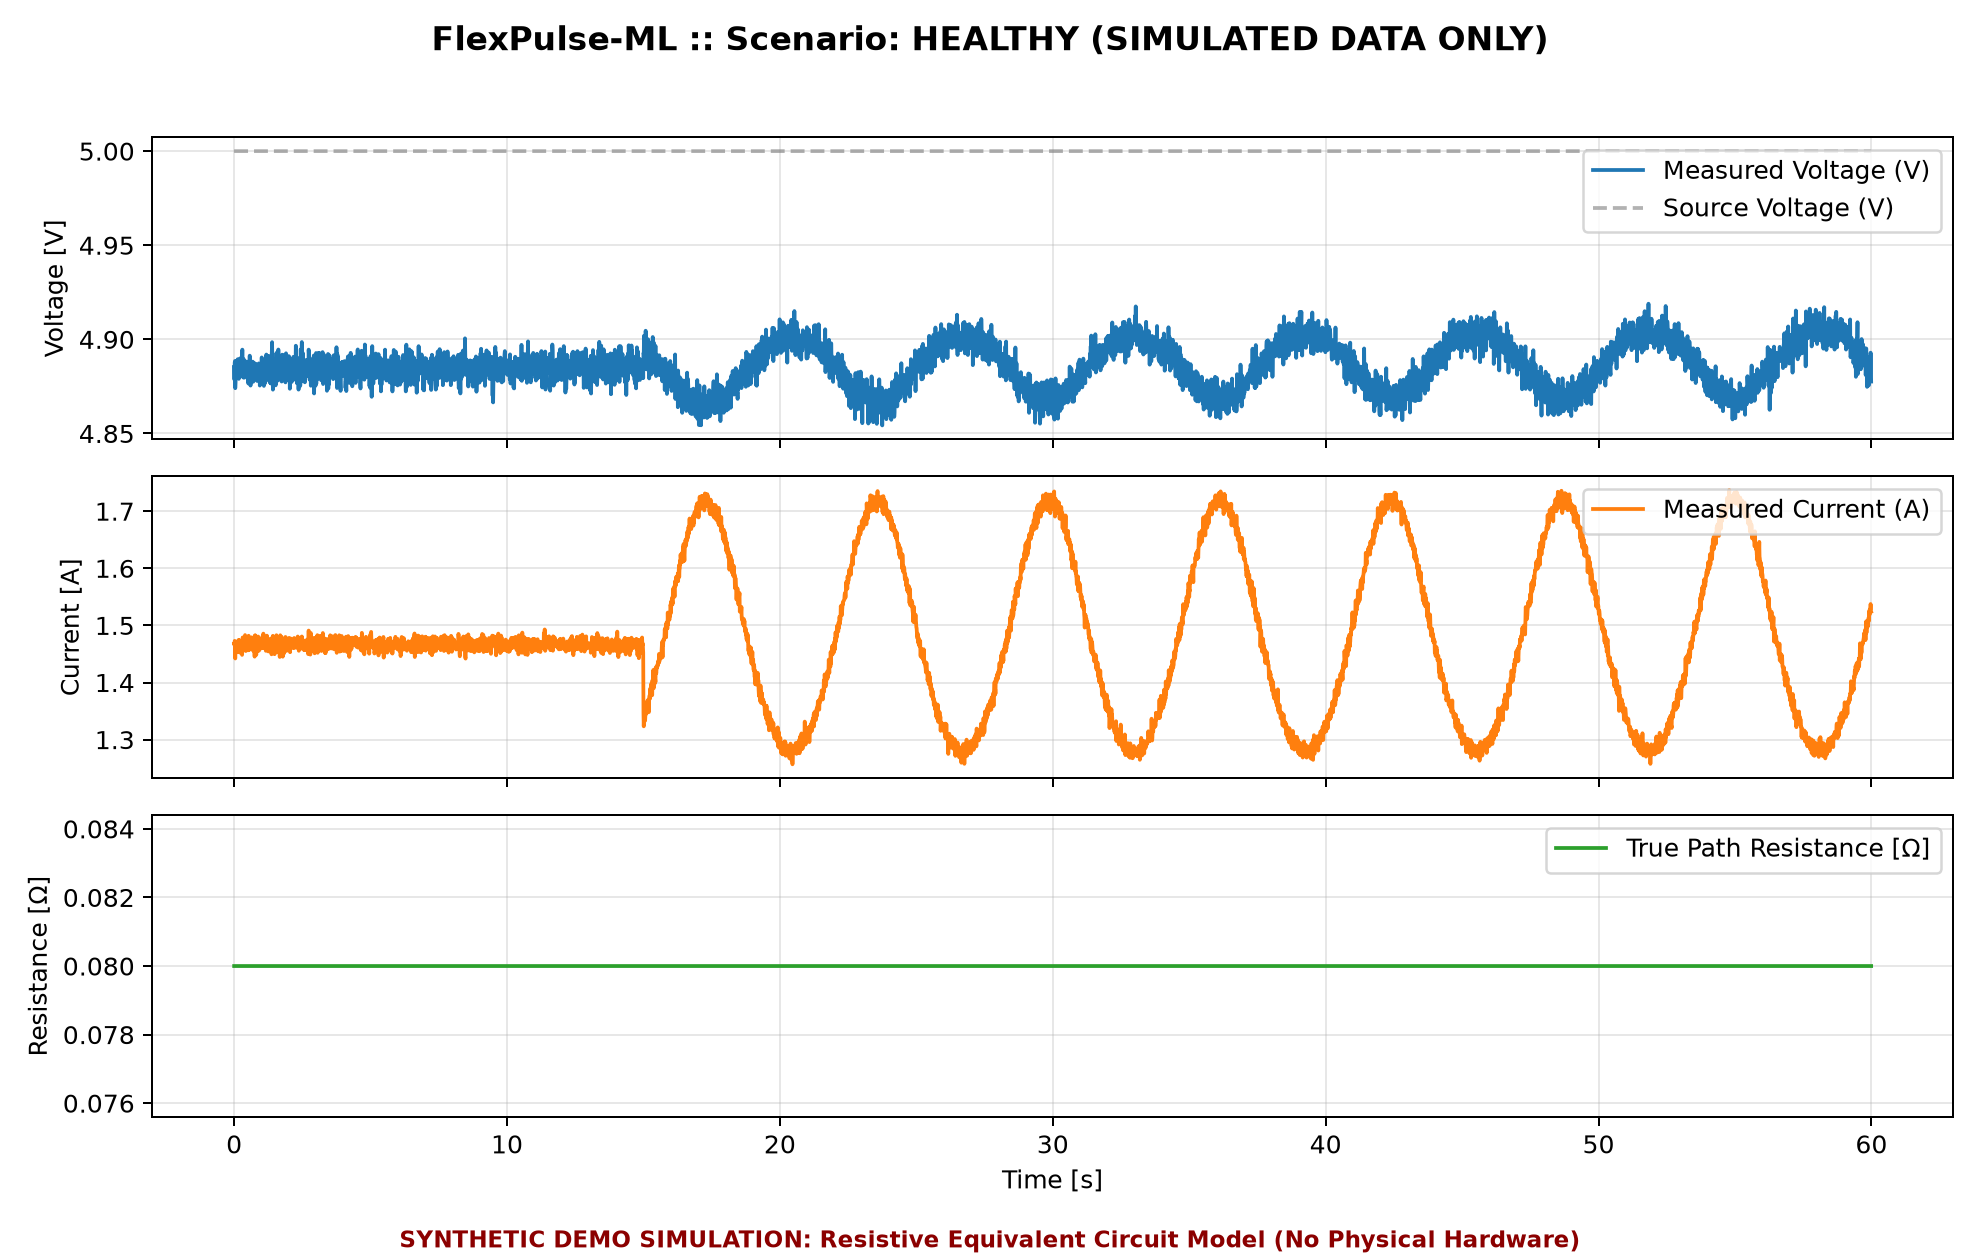 FlexPulse-ML :: Scenario: HEALTHY (SIMULATED DATA ONLY)
Voltage [V]
5.00
4.95
4.90
4.85
Measured Voltage (V)
Source Voltage (V)
Current [A]
1.7
1.6
1.5
1.4
1.3
Measured Current (A)
Resistance [Ω]
0.084
0.082
0.080
0.078
0.076
True Path Resistance [Ω]
0 10 20 30 40 50 60
Time [s]
SYNTHETIC DEMO SIMULATION: Resistive Equivalent Circuit Model (No Physical Hardware)